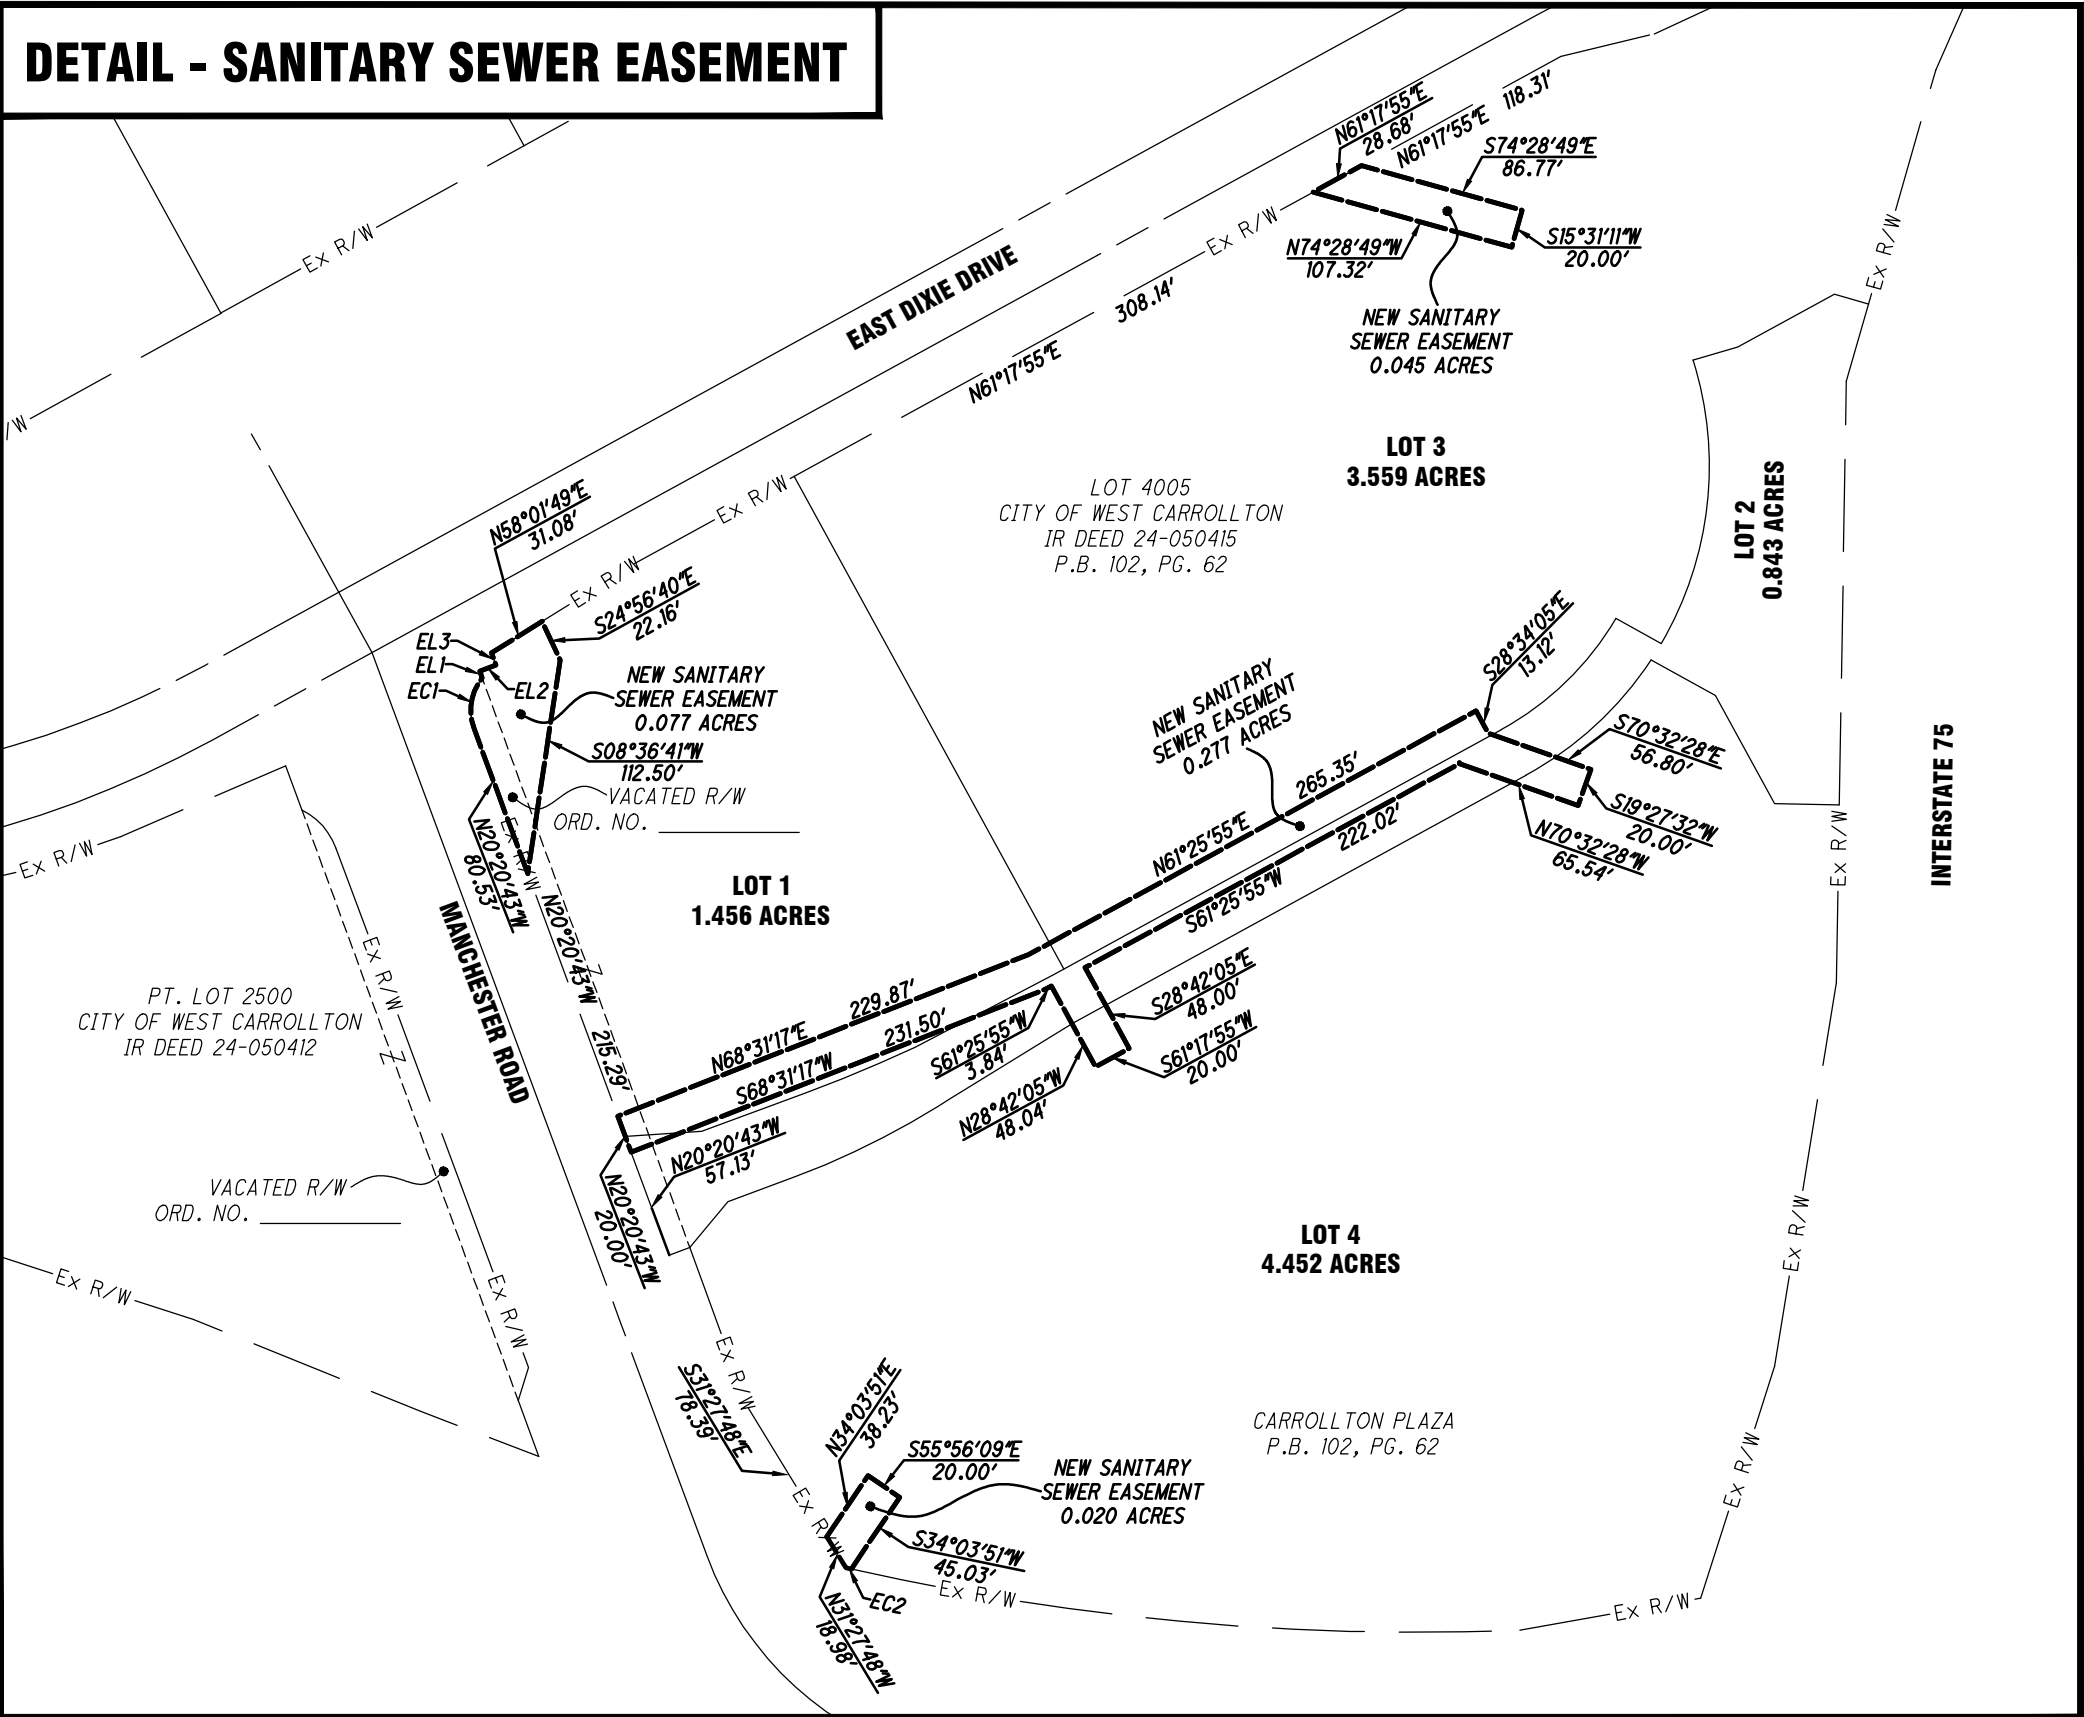 DETAIL - SANITARY SEWER EASEMENT
N61°17'55"E
28.68'
N61°17'55"E 118.31'
S74°28'49"E
86.77'
S15°31'11"W
20.00'
N74°28'49"W
107.32'
NEW SANITARY
SEWER EASEMENT
0.045 ACRES
Ex R/W
Ex R/W
Ex R/W
/W
EAST DIXIE DRIVE
N61°17'55"E 308.14'
LOT 3
3.559 ACRES
LOT 4005
CITY OF WEST CARROLLTON
IR DEED 24-050415
P.B. 102, PG. 62
LOT 2
0.843 ACRES
Ex R/W
Ex R/W
N58°01'49"E
31.08'
S24°56'40"E
22.16'
EL3
EL1
EC1
EL2
NEW SANITARY
SEWER EASEMENT
0.077 ACRES
S08°36'41"W
112.50'
VACATED R/W
ORD. NO.
Ex R/W
N20°20'43"W
80.53'
N20°20'43"W 215.29'
LOT 1
1.456 ACRES
NEW SANITARY
SEWER EASEMENT
0.277 ACRES
S28°34'05"E
13.12'
S70°32'28"E
56.80'
S19°27'32"W
20.00'
N70°32'28"W
65.54'
N61°25'55"E 265.35'
S61°25'55"W 222.02'
INTERSTATE 75
Ex R/W
Ex R/W
Ex R/W
MANCHESTER ROAD
PT. LOT 2500
CITY OF WEST CARROLLTON
IR DEED 24-050412
Z
Z
N68°31'17"E 229.87'
S68°31'17"W 231.50'
S61°25'55"W
3.84'
S28°42'05"E
48.00'
S61°17'55"W
20.00'
N28°42'05"W
48.04'
N20°20'43"W
57.13'
N20°20'43"W
20.00'
VACATED R/W
ORD. NO.
Ex R/W
Ex R/W
LOT 4
4.452 ACRES
Ex R/W
Ex R/W
S31°27'48"E
78.39'
N34°03'51"E
38.23'
S55°56'09"E
20.00'
NEW SANITARY
SEWER EASEMENT
0.020 ACRES
CARROLLTON PLAZA
P.B. 102, PG. 62
Ex R/W
Ex R/W
S34°03'51"W
45.03'
EC2
Ex R/W
Ex R/W
N31°27'48"W
18.98'